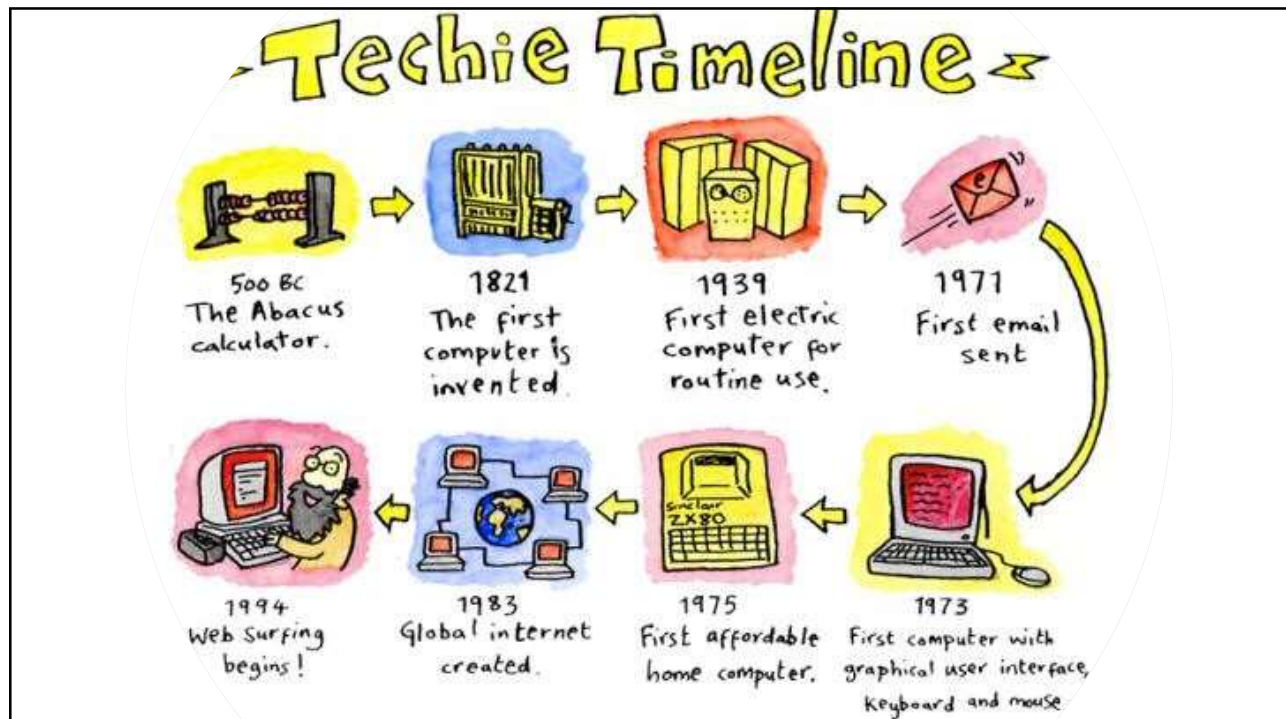 Techie Timeline
500 BC
The Abacus
calculator.
1821
The first
computer is
invented.
1939
First electric
computer for
routine use.
1971
First email
sent
e
1973
First computer with
graphical user interface,
keyboard and mouse
Sinclair
ZX80
1975
First affordable
home computer.
1983
Global internet
created.
1994
Web Surfing
begins!